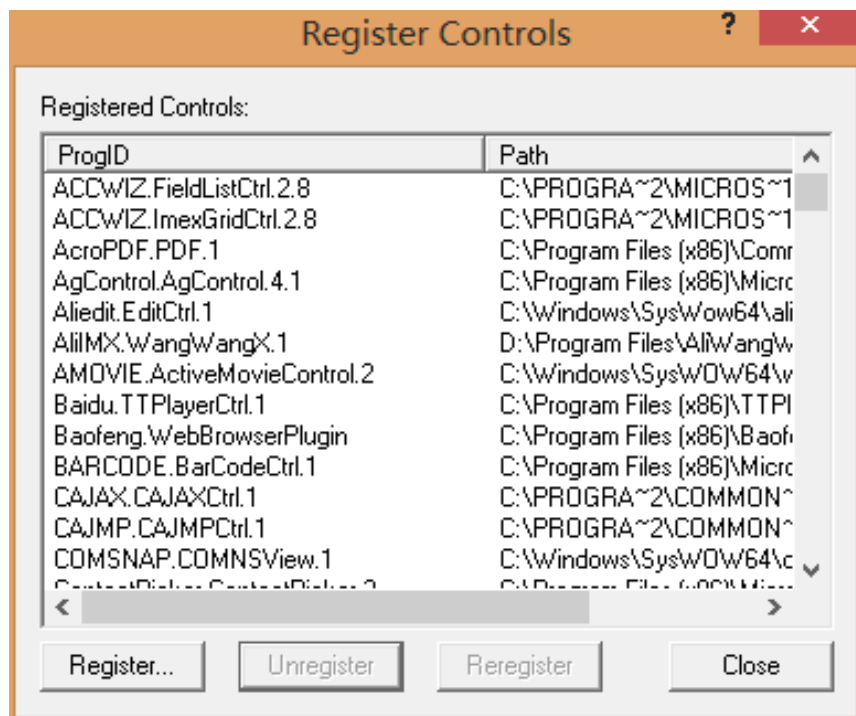 Register Controls
?
Registered Controls:
ProgID Path
ACCWIZ.FieldListCtrl.2.8 C:\PROGRA~2\MICROS~1
ACCWIZ.ImexGridCtrl.2.8 C:\PROGRA~2\MICROS~1
AcroPDF.PDF.1 C:\Program Files (x86)\Comm
AgControl.AgControl.4.1 C:\Program Files (x86)\Micro
Aliedit.EditCtrl.1 C:\Windows\SysWow64\ali
AliIMX.WangWangX.1 D:\Program Files\AliWangW
AMOVIE.ActiveMovieControl.2 C:\Windows\SysWOW64\
Baidu.TTPlayerCtrl.1 C:\Program Files (x86)\TTPl
Baofeng.WebBrowserPlugin C:\Program Files (x86)\Baof
BARCODE.BarCodeCtrl.1 C:\Program Files (x86)\Micro
CAJAX.CAJAXCtrl.1 C:\PROGRA~2\COMMON~
CAJMP.CAJMPCtrl.1 C:\PROGRA~2\COMMON~
COMSNAP.COMNSView.1 C:\Windows\SysWOW64\c
Register... Unregister Reregister Close